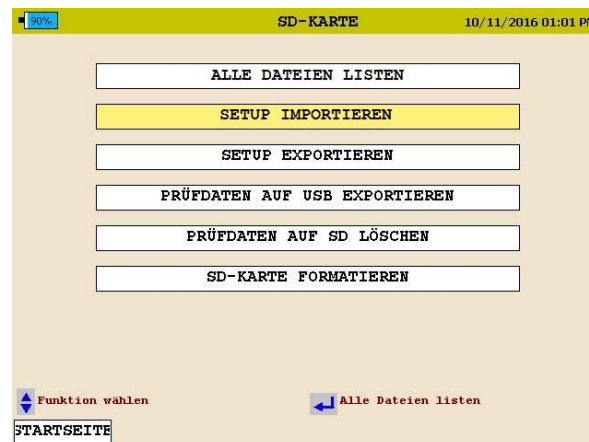 90% SD-KARTE 10/11/2016 01:01 PM
ALLE DATEIEN LISTEN
SETUP IMPORTIEREN
SETUP EXPORTIEREN
PRÜFDATEN AUF USB EXPORTIEREN
PRÜFDATEN AUF SD LÖSCHEN
SD-KARTE FORMATIEREN
Funktion wählen Alle Dateien listen
STARTSEITE